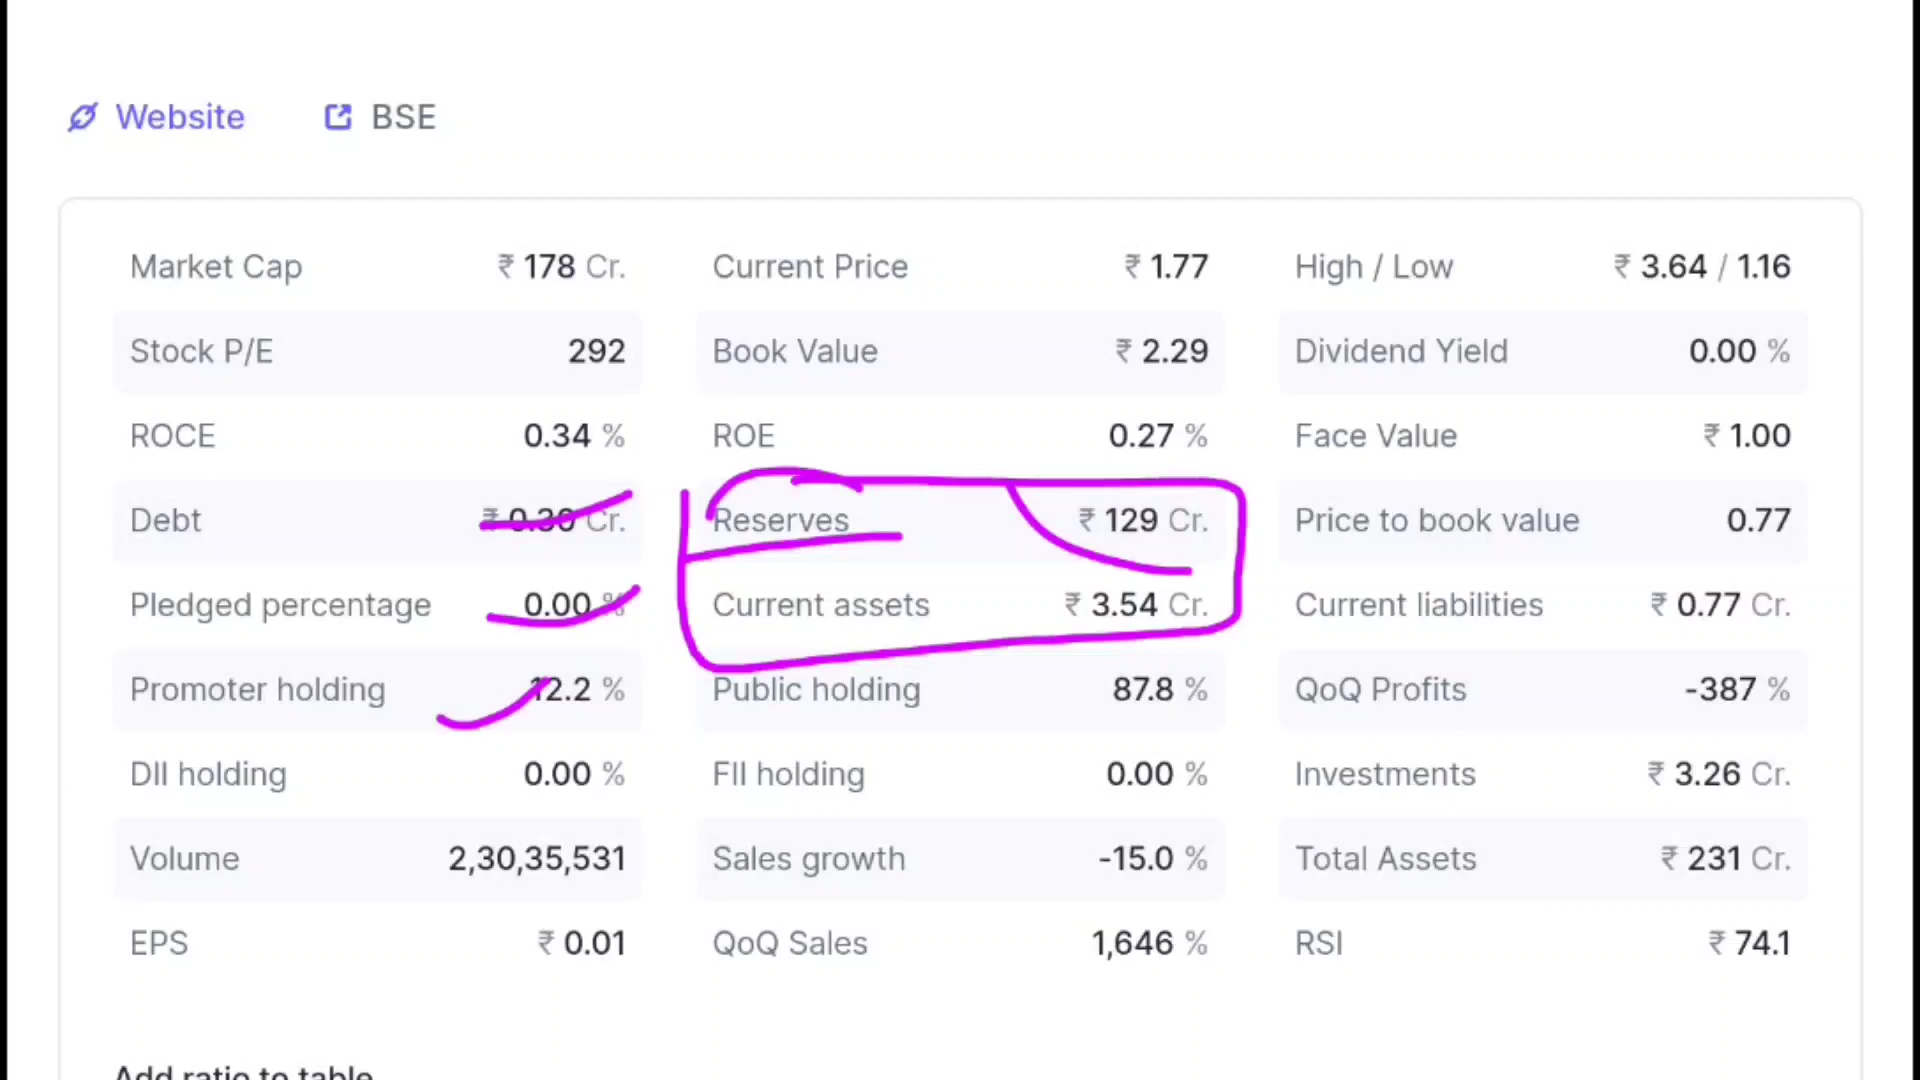 Website BSE
Market Cap ₹ 178 Cr. Current Price ₹ 1.77 High / Low ₹ 3.64 / 1.16
Stock P/E 292 Book Value ₹ 2.29 Dividend Yield 0.00 %
ROCE 0.34 % ROE 0.27 % Face Value ₹ 1.00
Debt ₹ 0.30 Cr. Reserves ₹ 129 Cr. Price to book value 0.77
Pledged percentage 0.00 % Current assets ₹ 3.54 Cr. Current liabilities ₹ 0.77 Cr.
Promoter holding 12.2 % Public holding 87.8 % QoQ Profits -387 %
DII holding 0.00 % FII holding 0.00 % Investments ₹ 3.26 Cr.
Volume 2,30,35,531 Sales growth -15.0 % Total Assets ₹ 231 Cr.
EPS ₹ 0.01 QoQ Sales 1,646 % RSI ₹ 74.1
Add ratio to table